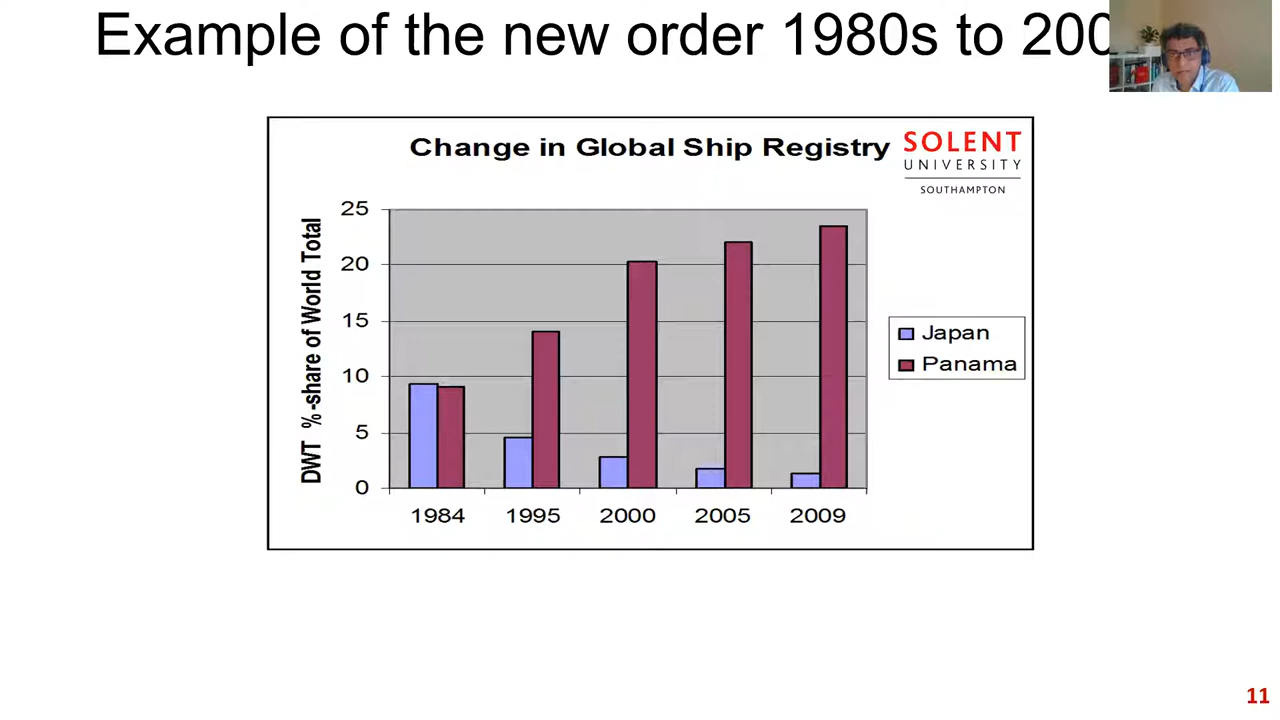 Example of the new order 1980s to
Change in Global Ship Registry
SOLENT
UNIVERSITY
SOUTHAMPTON
DWT %-share of World Total
25
20
15
10
5
0
1984 1995 2000 2005 2009
Japan
Panama
11